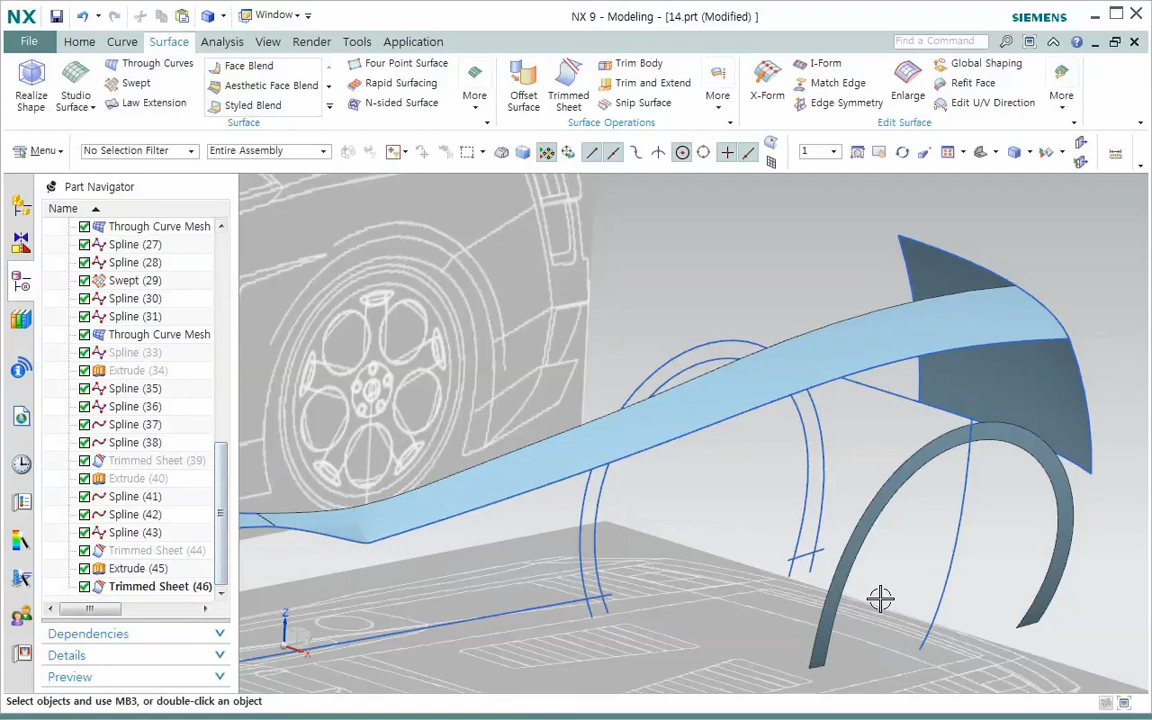 NX
Window
NX 9 - Modeling - [14.prt (Modified) ]
SIEMENS
File
Home
Curve
Surface
Analysis
View
Render
Tools
Application
Find a Command
Realize Shape
Studio Surface
Through Curves
Swept
Law Extension
Face Blend
Aesthetic Face Blend
Styled Blend
Four Point Surface
Rapid Surfacing
N-sided Surface
More
Surface
Offset Surface
Trimmed Sheet
Trim Body
Trim and Extend
Snip Surface
More
Surface Operations
X-Form
I-Form
Match Edge
Edge Symmetry
Enlarge
Global Shaping
Refit Face
Edit U/V Direction
More
Edit Surface
Menu
No Selection Filter
Entire Assembly
1
Part Navigator
Name
Through Curve Mesh
Spline (27)
Spline (28)
Swept (29)
Spline (30)
Spline (31)
Through Curve Mesh
Spline (33)
Extrude (34)
Spline (35)
Spline (36)
Spline (37)
Spline (38)
Trimmed Sheet (39)
Extrude (40)
Spline (41)
Spline (42)
Spline (43)
Trimmed Sheet (44)
Extrude (45)
Trimmed Sheet (46)
Dependencies
Details
Preview
Z
X
Select objects and use MB3, or double-click an object